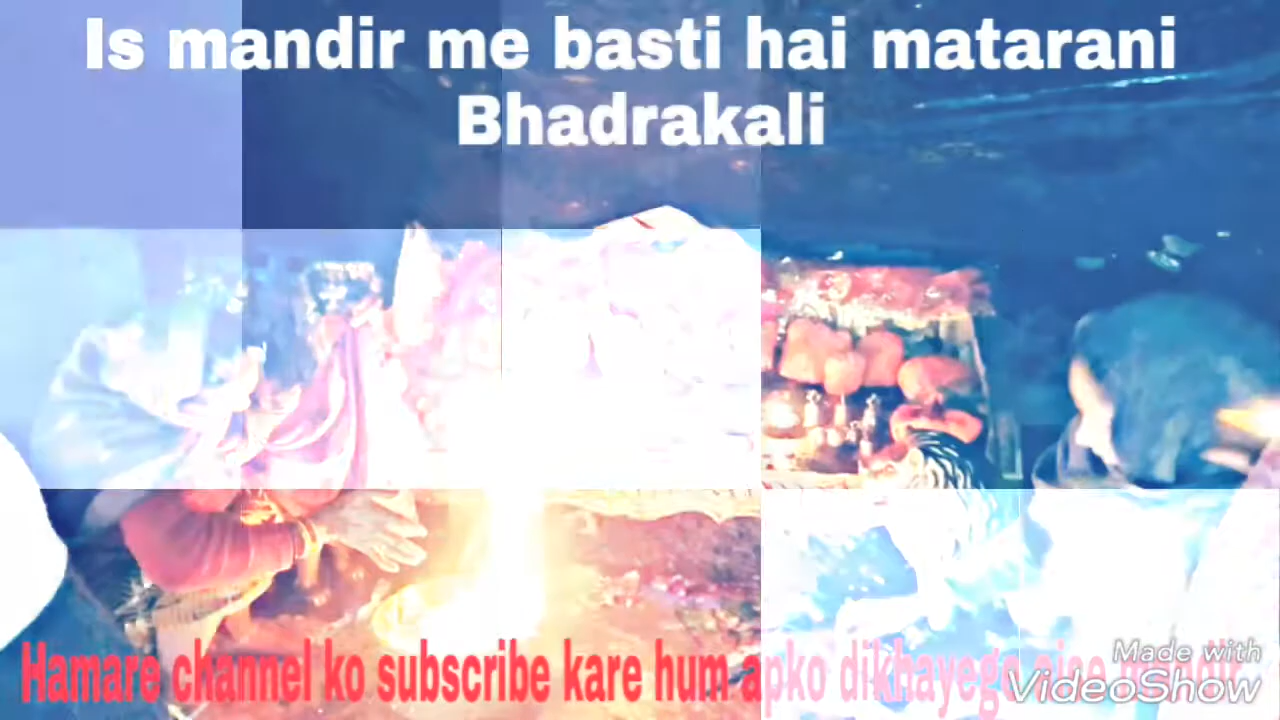 Is mandir me basti hai matarani
Bhadrakali
Hamare channel ko subscribe kare hum apko dikhayege
Made with
VideoShow